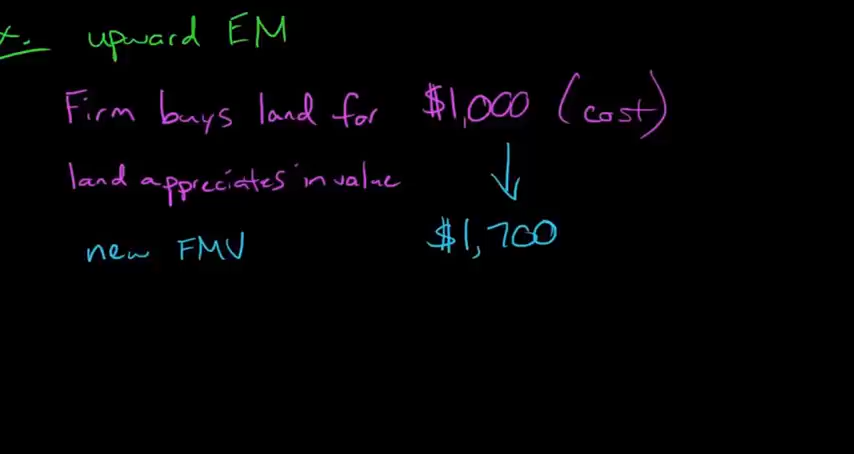 x. upward EM
Firm buys land for $1,000 (cost)
land appreciates in value
new FMV $1,700